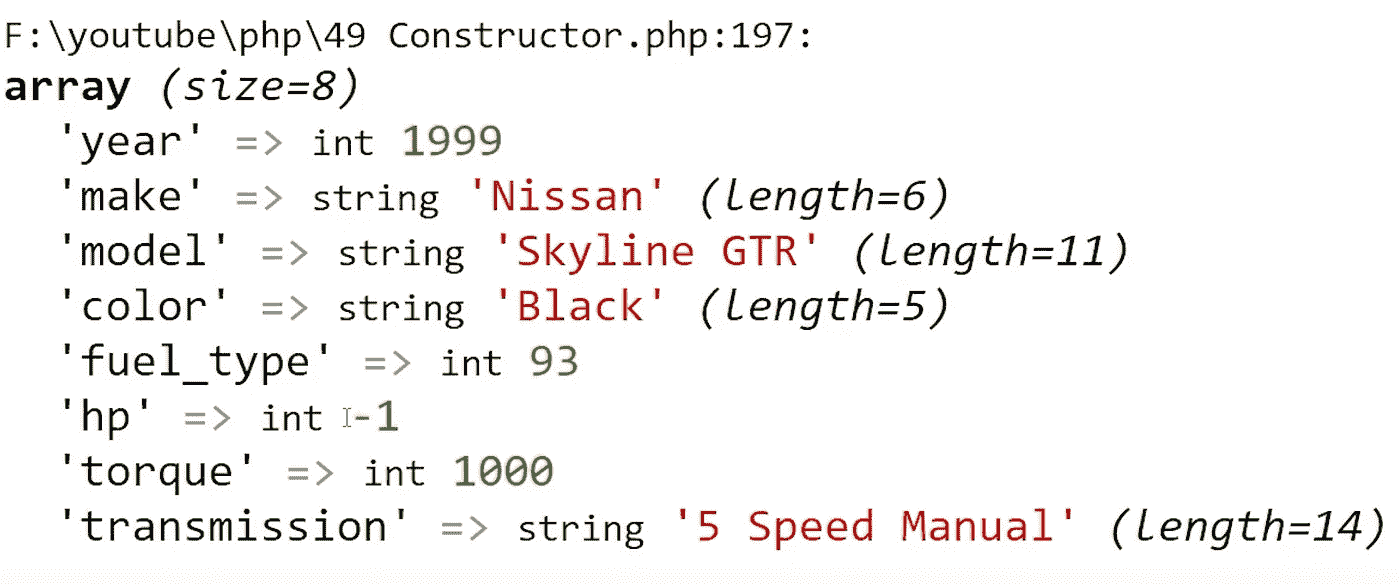 F:\youtube\php\49 Constructor.php:197:
array (size=8)
'year' => int 1999
'make' => string 'Nissan' (length=6)
'model' => string 'Skyline GTR' (length=11)
'color' => string 'Black' (length=5)
'fuel_type' => int 93
'hp' => int -1
'torque' => int 1000
'transmission' => string '5 Speed Manual' (length=14)